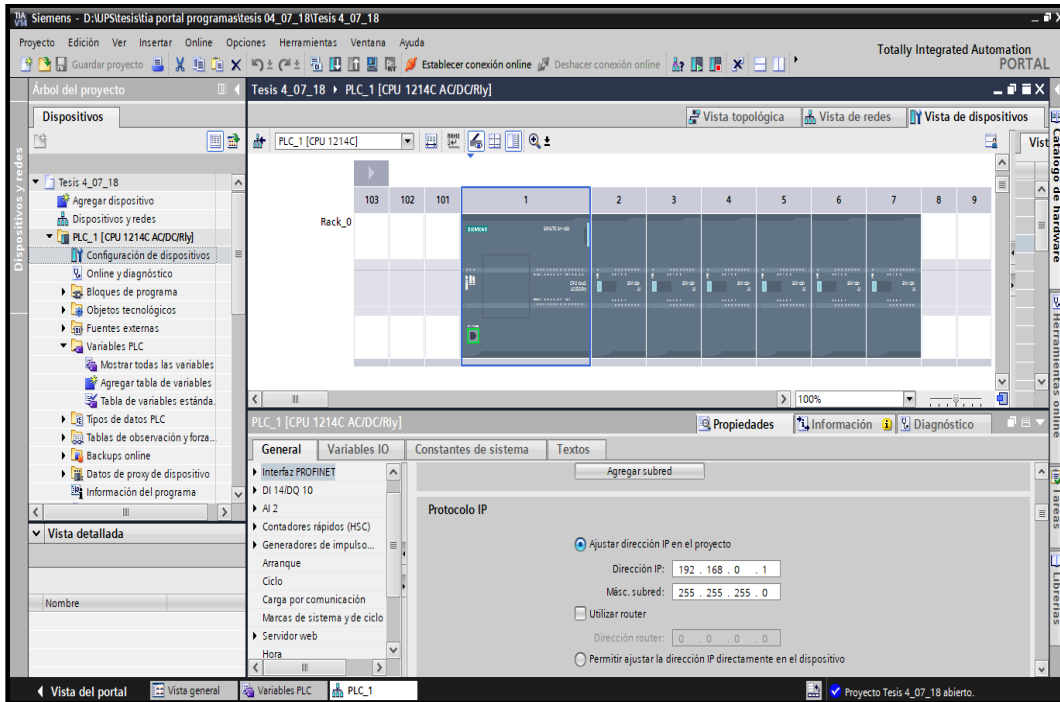 TIA V14 Siemens - D:\UPS\tesis\tia portal programas\tesis 04_07_18\Tesis 4_07_18
Proyecto Edición Ver Insertar Online Opciones Herramientas Ventana Ayuda
Totally Integrated Automation
PORTAL
Guardar proyecto
Establecer conexión online
Deshacer conexión online
Árbol del proyecto
Tesis 4_07_18 PLC_1 [CPU 1214C AC/DC/Rly]
Dispositivos
Vista topológica
Vista de redes
Vista de dispositivos
PLC_1 [CPU 1214C]
Vist
Dispositivos y redes
Tesis 4_07_18
Agregar dispositivo
Dispositivos y redes
PLC_1 [CPU 1214C AC/DC/Rly]
Configuración de dispositivos
Online y diagnóstico
Bloques de programa
Objetos tecnológicos
Fuentes externas
Variables PLC
Mostrar todas las variables
Agregar tabla de variables
Tabla de variables estánda.
Tipos de datos PLC
Tablas de observación y forza..
Backups online
Datos de proxy de dispositivo
Información del programa
103 102 101 1 2 3 4 5 6 7 8 9
Rack_0
SIEMENS
100%
PLC_1 [CPU 1214C AC/DC/Rly]
Propiedades
Información
Diagnóstico
General
Variables IO
Constantes de sistema
Textos
Interfaz PROFINET
DI 14/DQ 10
AI 2
Contadores rápidos (HSC)
Generadores de impulso...
Arranque
Ciclo
Carga por comunicación
Marcas de sistema y de ciclo
Servidor web
Hora
Agregar subred
Protocolo IP
Ajustar dirección IP en el proyecto
Dirección IP: 192 . 168 . 0 . 1
Másc. subred: 255 . 255 . 255 . 0
Utilizar router
Dirección router: 0 . 0 . 0 . 0
Permitir ajustar la dirección IP directamente en el dispositivo
Vista detallada
Nombre
Catálogo de hardware
Herramientas online
Tareas
Librerías
Vista del portal
Vista general
Variables PLC
PLC_1
Proyecto Tesis 4_07_18 abierto.